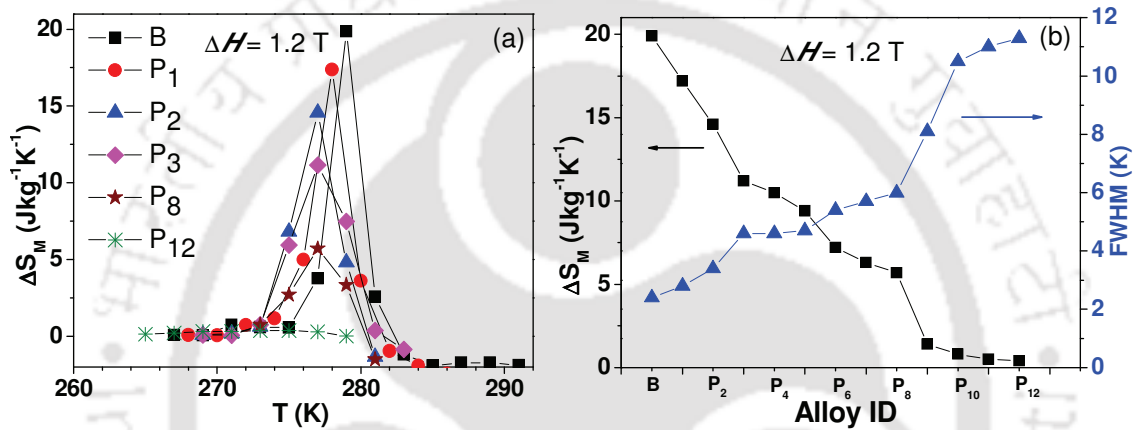 ΔH = 1.2 T
(a)
B
P1
P2
P3
P8
P12
20
15
10
5
0
ΔSM (Jkg-1K-1)
260
270
280
290
T (K)
ΔH = 1.2 T
(b)
20
15
10
5
0
ΔSM (Jkg-1K-1)
12
10
8
6
4
2
0
FWHM (K)
B
P2
P4
P6
P8
P10
P12
Alloy ID